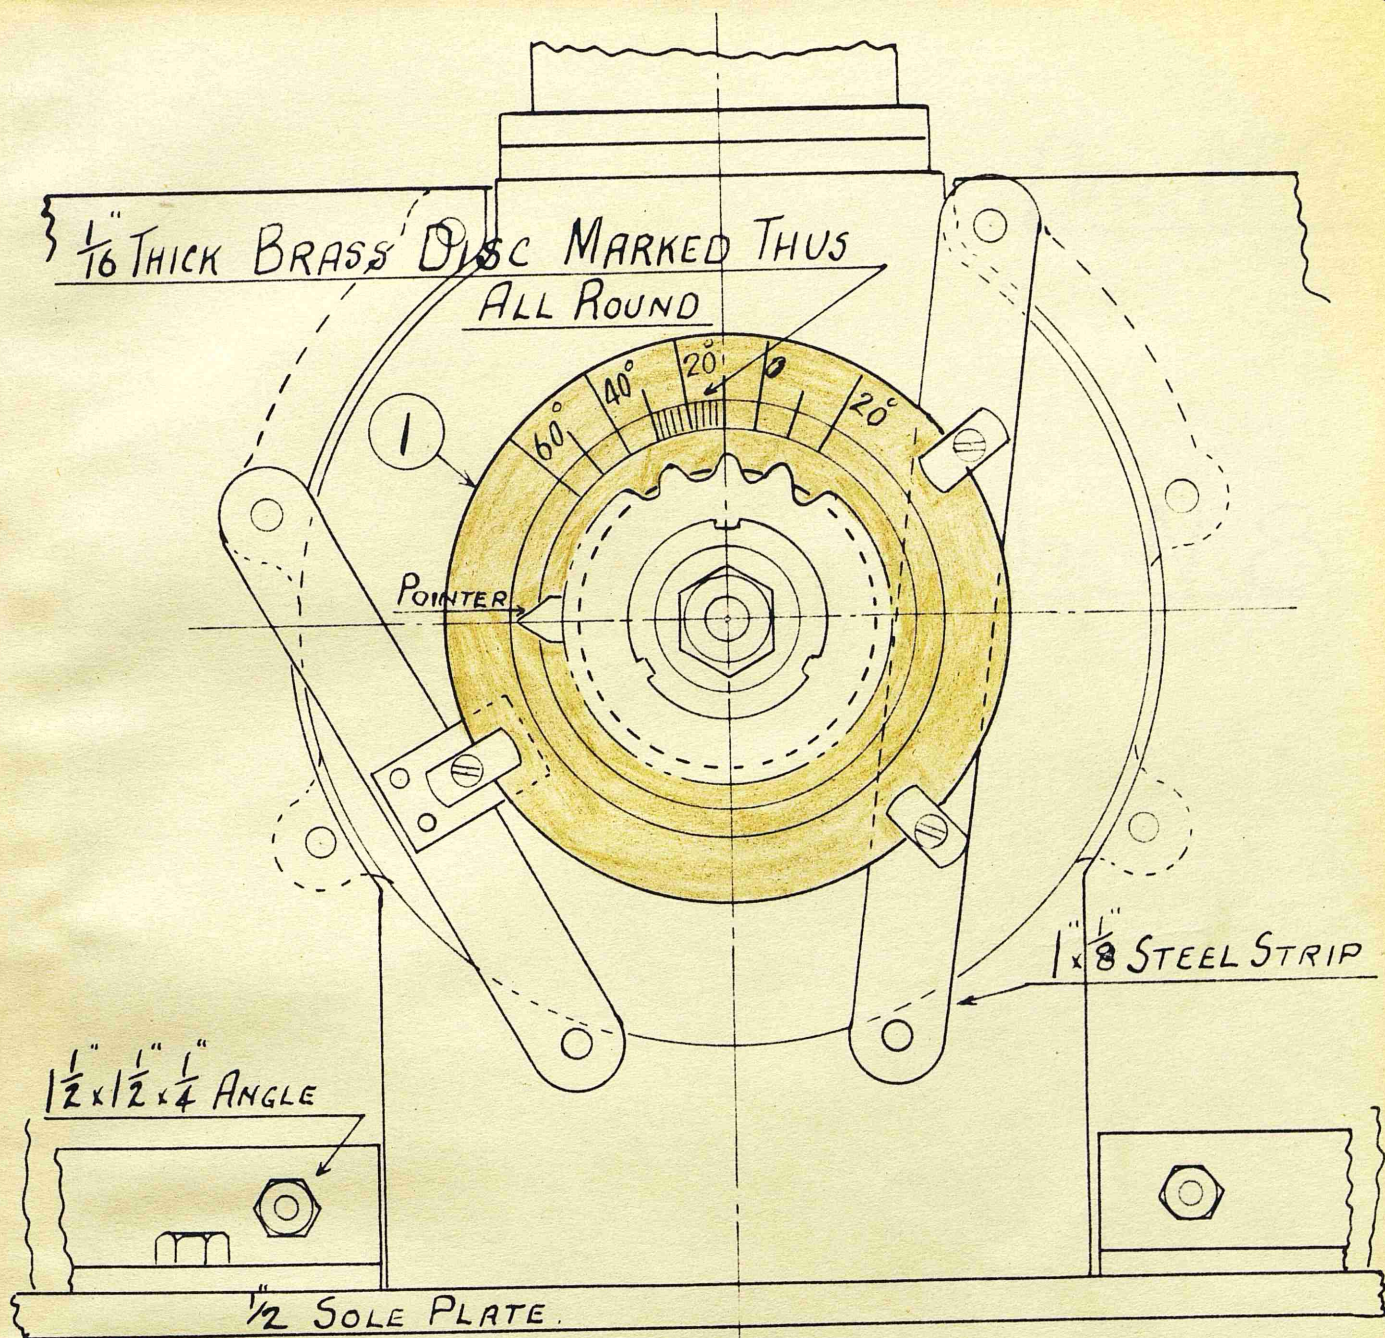 1/16" THICK BRASS DISC MARKED THUS
ALL ROUND
60° 40° 20° 0 20°
1
POINTER
1" x 1/8" STEEL STRIP
1 1/2" x 1 1/2" x 1/4" ANGLE
1/2" SOLE PLATE.